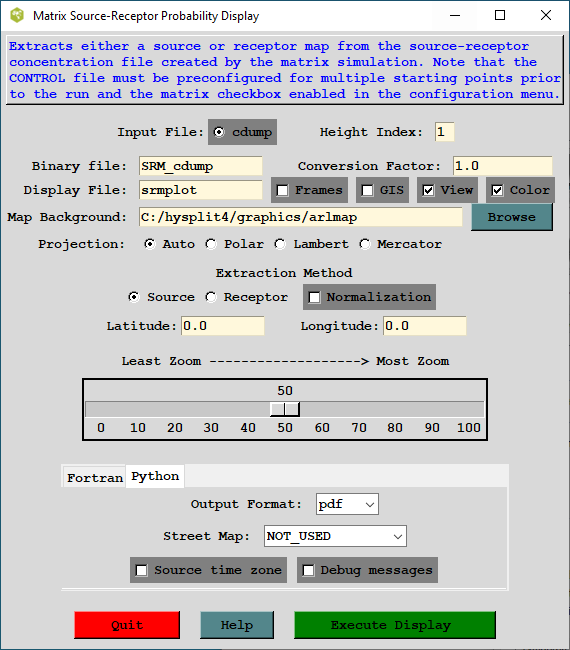 Matrix Source-Receptor Probability Display
Extracts either a source or receptor map from the source-receptor
concentration file created by the matrix simulation. Note that the
CONTROL file must be preconfigured for multiple starting points prior
to the run and the matrix checkbox enabled in the configuration menu.
Input File: cdump Height Index: 1
Binary file: SRM_cdump Conversion Factor: 1.0
Display File: srmplot Frames GIS View Color
Map Background: C:/hysplit4/graphics/arlmap Browse
Projection: Auto Polar Lambert Mercator
Extraction Method
Source Receptor Normalization
Latitude: 0.0 Longitude: 0.0
Least Zoom --------------------> Most Zoom
50
0 10 20 30 40 50 60 70 80 90 100
Fortran Python
Output Format: pdf
Street Map: NOT_USED
Source time zone Debug messages
Quit Help Execute Display